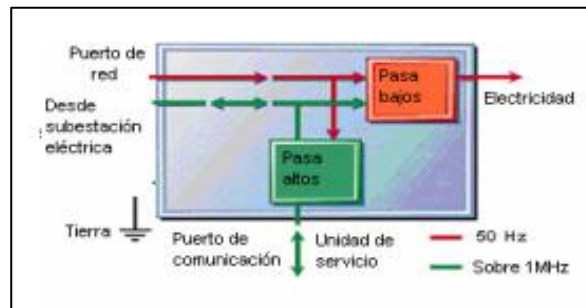 Puerto de
red
Desde
subestación
eléctrica
Pasa
bajos
Electricidad
Pasa
altos
Tierra
Puerto de
comunicación
Unidad de
servicio
50 Hz
Sobre 1MHz